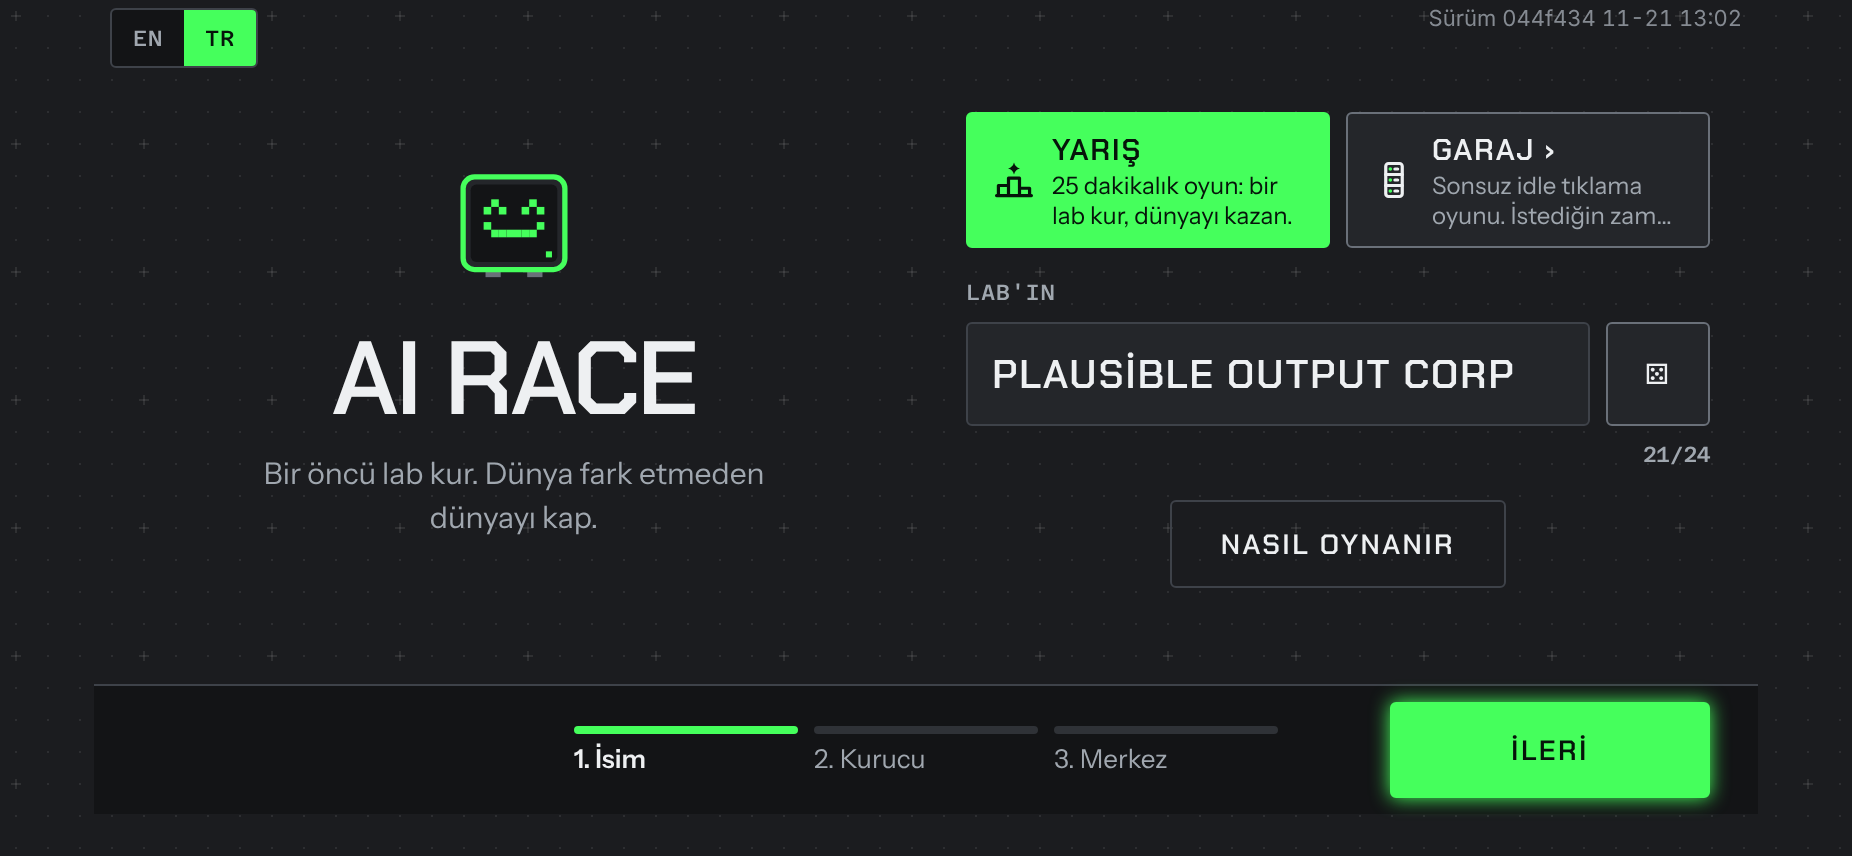 EN TR
Sürüm 044f434 11-21 13:02
AI RACE
Bir öncü lab kur. Dünya fark etmeden
dünyayı kap.
YARIŞ
25 dakikalık oyun: bir
lab kur, dünyayı kazan.
GARAJ ›
Sonsuz idle tıklama
oyunu. İstediğin zam...
LAB'IN
PLAUSİBLE OUTPUT CORP
21/24
NASIL OYNANIR
1. İsim
2. Kurucu
3. Merkez
İLERİ